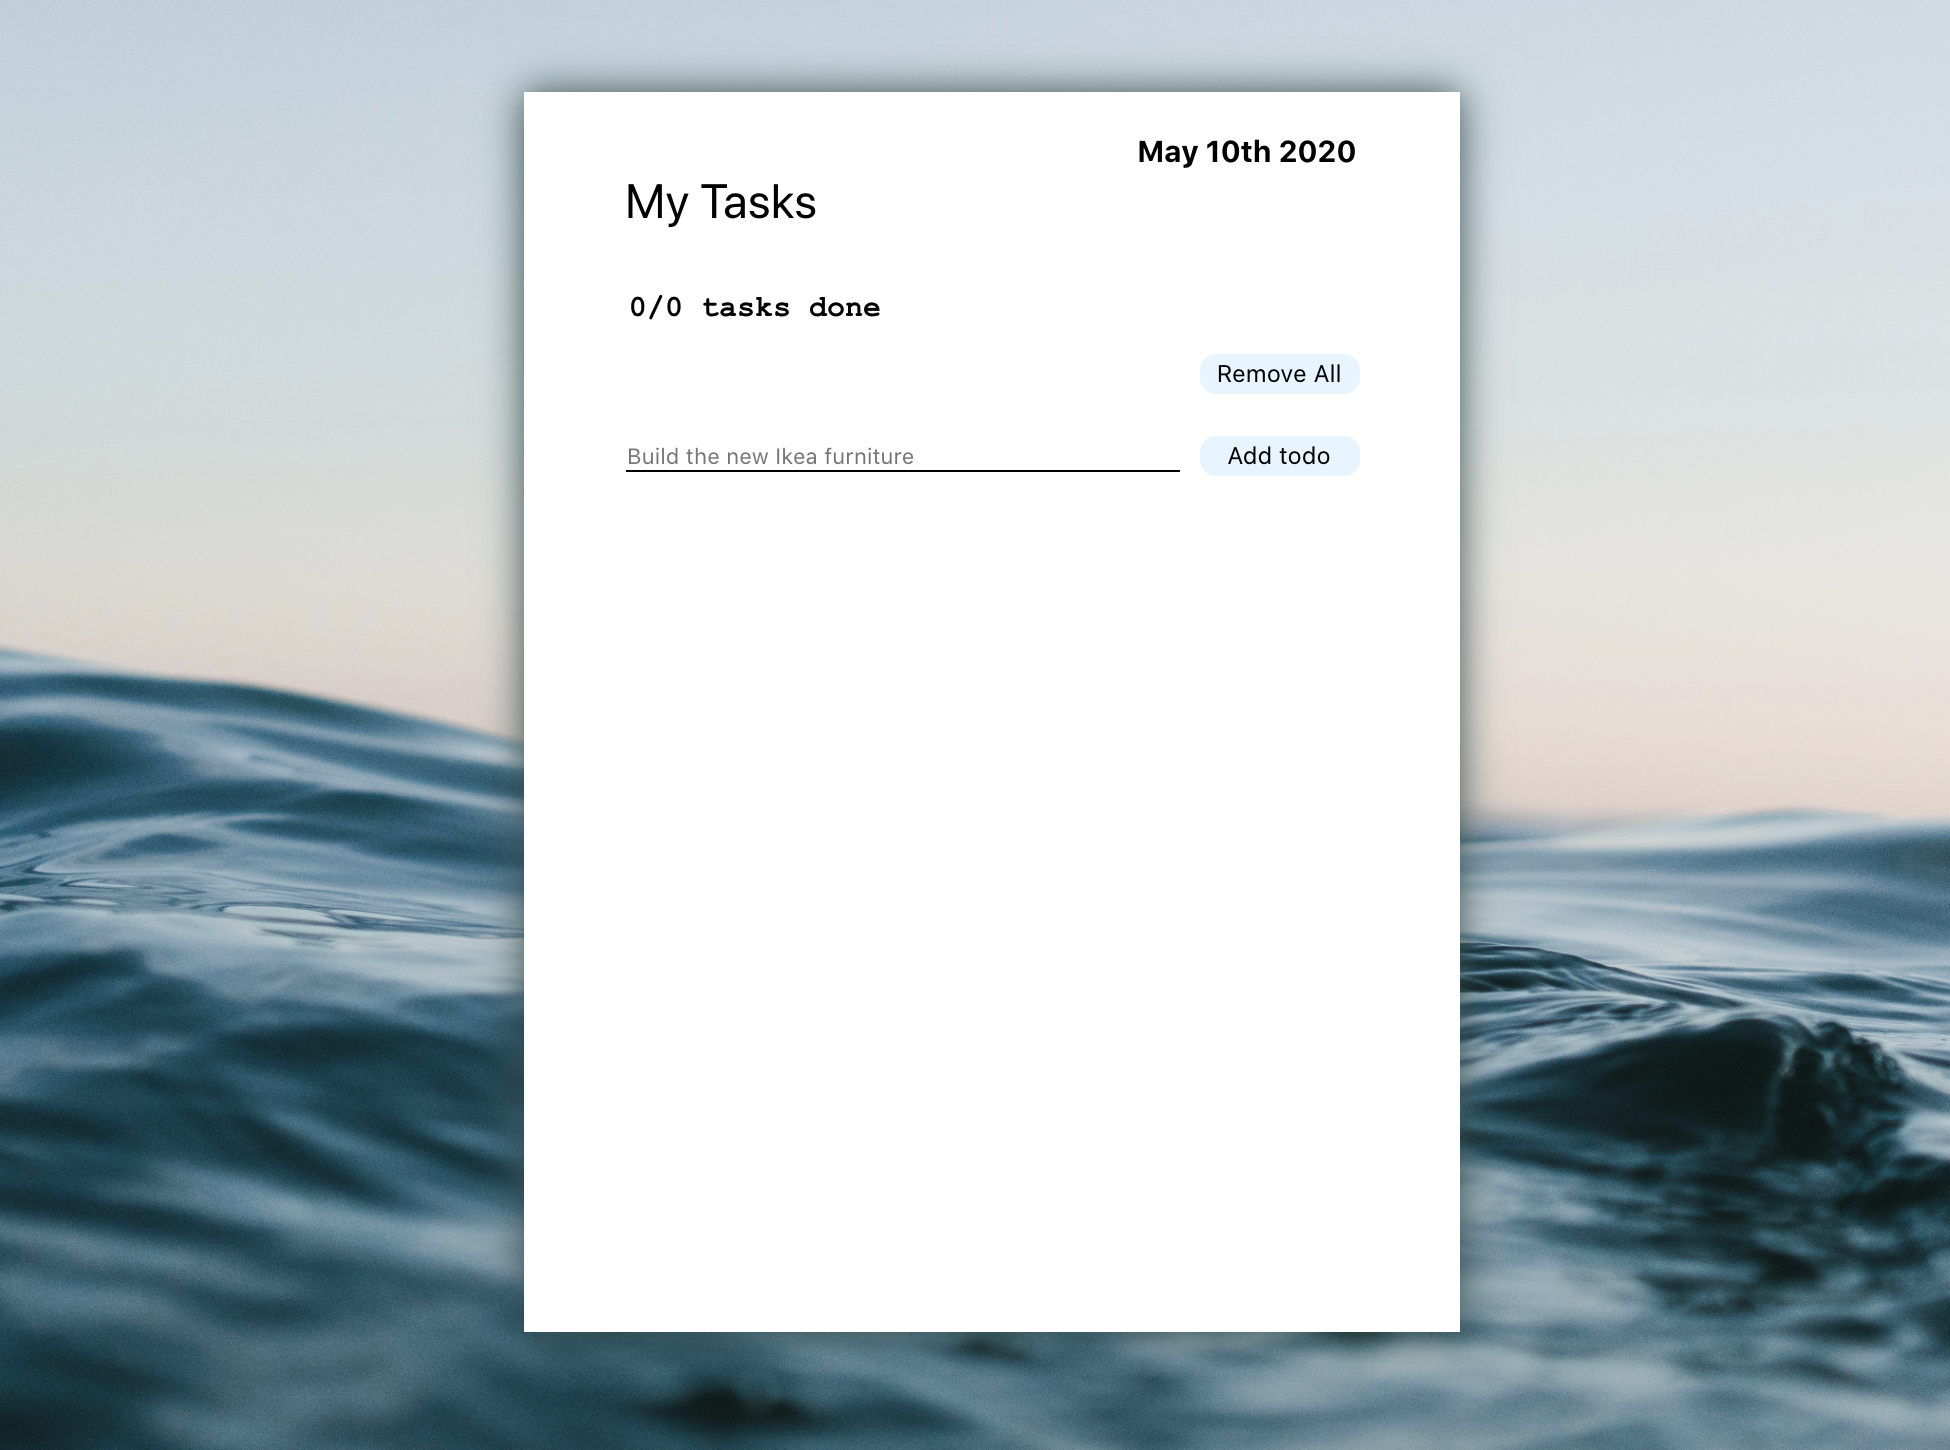 May 10th 2020
My Tasks
0/0 tasks done
Remove All
Build the new Ikea furniture
Add todo